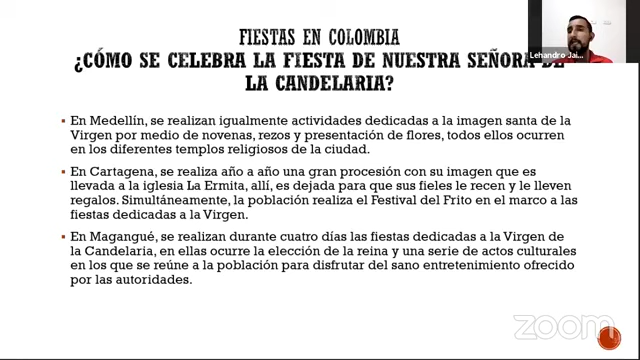 FIESTAS EN COLOMBIA
¿CÓMO SE CELEBRA LA FIESTA DE NUESTRA SEÑORA DE
LA CANDELARIA?
En Medellín, se realizan igualmente actividades dedicadas a la imagen santa de la
Virgen por medio de novenas, rezos y presentación de flores, todos ellos ocurren
en los diferentes templos religiosos de la ciudad.
En Cartagena, se realiza año a año una gran procesión con su imagen que es
llevada a la iglesia La Ermita, allí, es dejada para que sus fieles le recen y le lleven
regalos. Simultáneamente, la población realiza el Festival del Frito en el marco a las
fiestas dedicadas a la Virgen.
En Magangué, se realizan durante cuatro días las fiestas dedicadas a la Virgen de
la Candelaria, en ellas ocurre la elección de la reina y una serie de actos culturales
en los que se reúne a la población para disfrutar del sano entretenimiento ofrecido
por las autoridades.
Lehandro Jai...
zoom